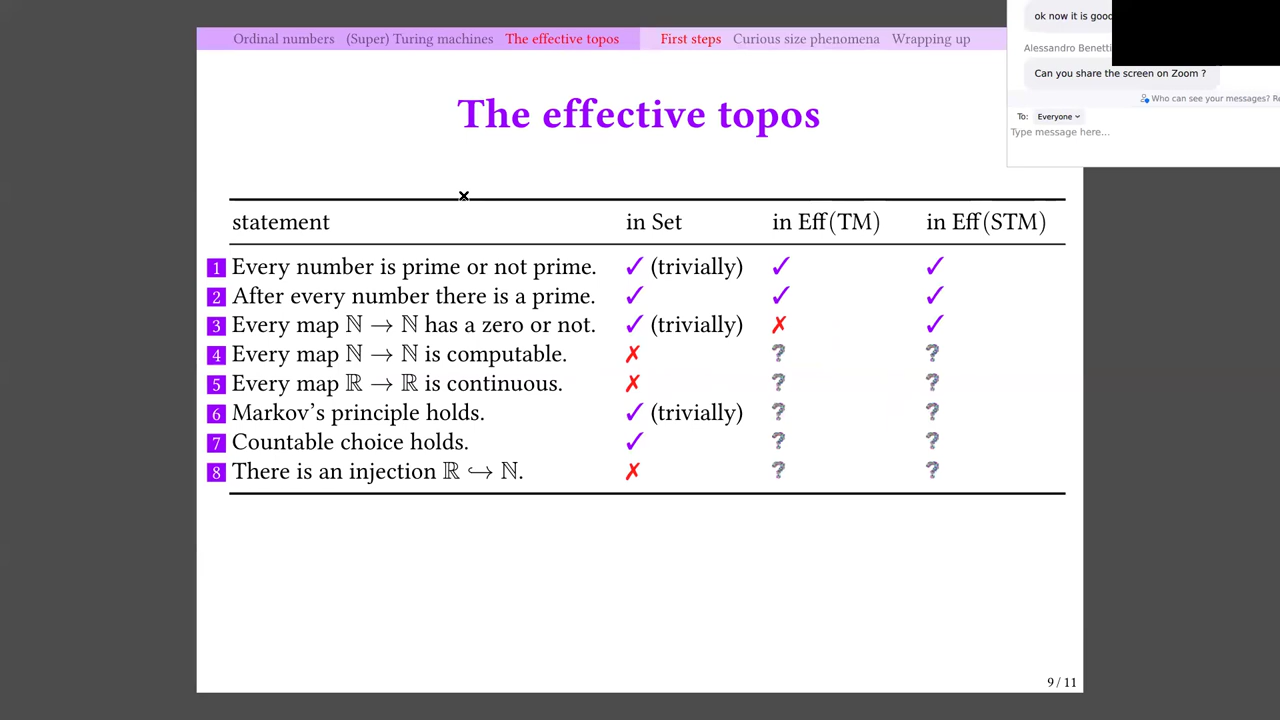 Ordinal numbers (Super) Turing machines The effective topos First steps Curious size phenomena Wrapping up
ok now it is good
Alessandro Benetti
Can you share the screen on Zoom ?
Who can see your messages? Re
To: Everyone
Type message here...
The effective topos
statement in Set in Eff(TM) in Eff(STM)
1 Every number is prime or not prime. ✓ (trivially) ✓ ✓
2 After every number there is a prime. ✓ ✓ ✓
3 Every map ℕ → ℕ has a zero or not. ✓ (trivially) ✗ ✓
4 Every map ℕ → ℕ is computable. ✗ ? ?
5 Every map ℝ → ℝ is continuous. ✗ ? ?
6 Markov's principle holds. ✓ (trivially) ? ?
7 Countable choice holds. ✓ ? ?
8 There is an injection ℝ ↪ ℕ. ✗ ? ?
9 / 11